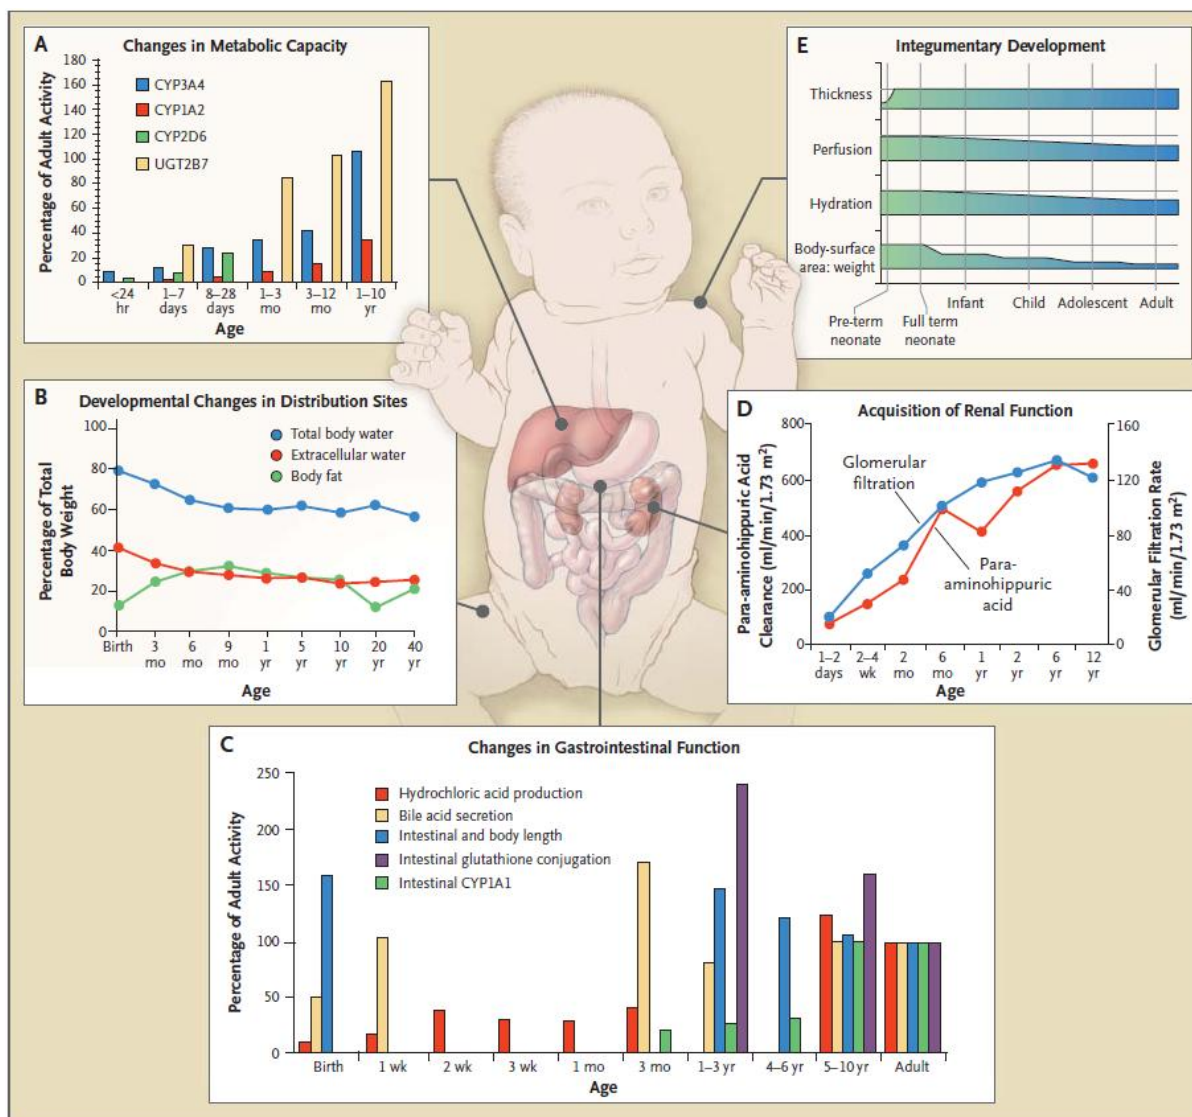 A
Changes in Metabolic Capacity
Percentage of Adult Activity
180
160
140
120
100
80
60
40
20
0
CYP3A4
CYP1A2
CYP2D6
UGT2B7
<24 hr
1–7 days
8–28 days
1–3 mo
3–12 mo
1–10 yr
Age
E
Integumentary Development
Thickness
Perfusion
Hydration
Body-surface
area: weight
Infant
Child
Adolescent
Adult
Pre-term
neonate
Full term
neonate
B
Developmental Changes in Distribution Sites
Percentage of Total
Body Weight
100
80
60
40
20
0
Total body water
Extracellular water
Body fat
Birth
3 mo
6 mo
9 mo
1 yr
5 yr
10 yr
20 yr
40 yr
Age
D
Acquisition of Renal Function
Para-aminohippuric Acid
Clearance (ml/min/1.73 m²)
800
600
400
200
0
Glomerular
filtration
Para-
aminohippuric
acid
160
120
80
40
0
Glomerular Filtration Rate
(ml/min/1.73 m²)
1–2 days
2–4 wk
2 mo
6 mo
1 yr
2 yr
6 yr
12 yr
Age
C
Changes in Gastrointestinal Function
Percentage of Adult Activity
250
200
150
100
50
0
Hydrochloric acid production
Bile acid secretion
Intestinal and body length
Intestinal glutathione conjugation
Intestinal CYP1A1
Birth
1 wk
2 wk
3 wk
1 mo
3 mo
1–3 yr
4–6 yr
5–10 yr
Adult
Age